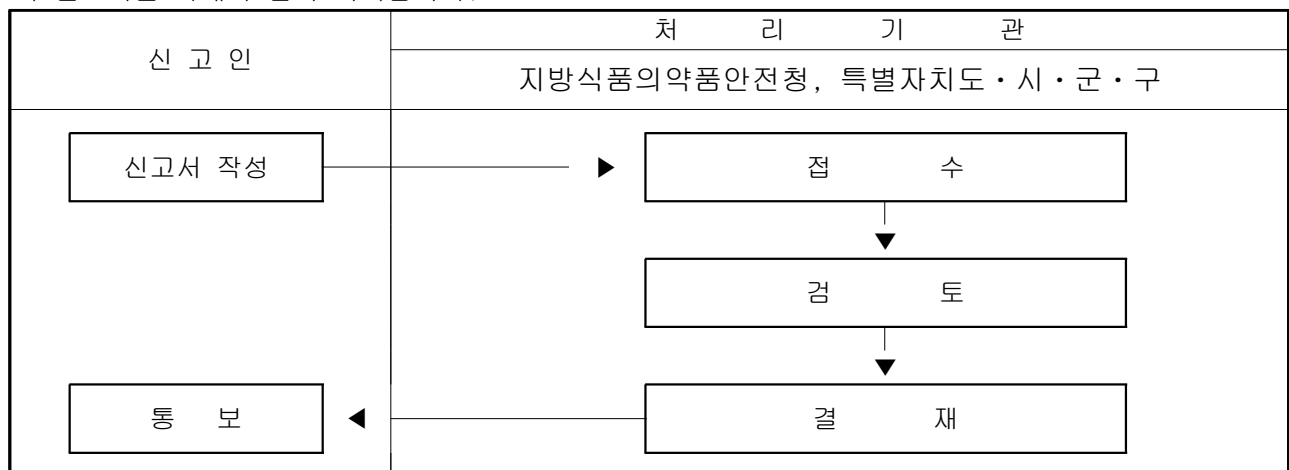 처 리 기 관
신 고 인
지방식품의약품안전청, 특별자치도・시・군・구
신고서 작성
접 수
검 토
통 보
결 재